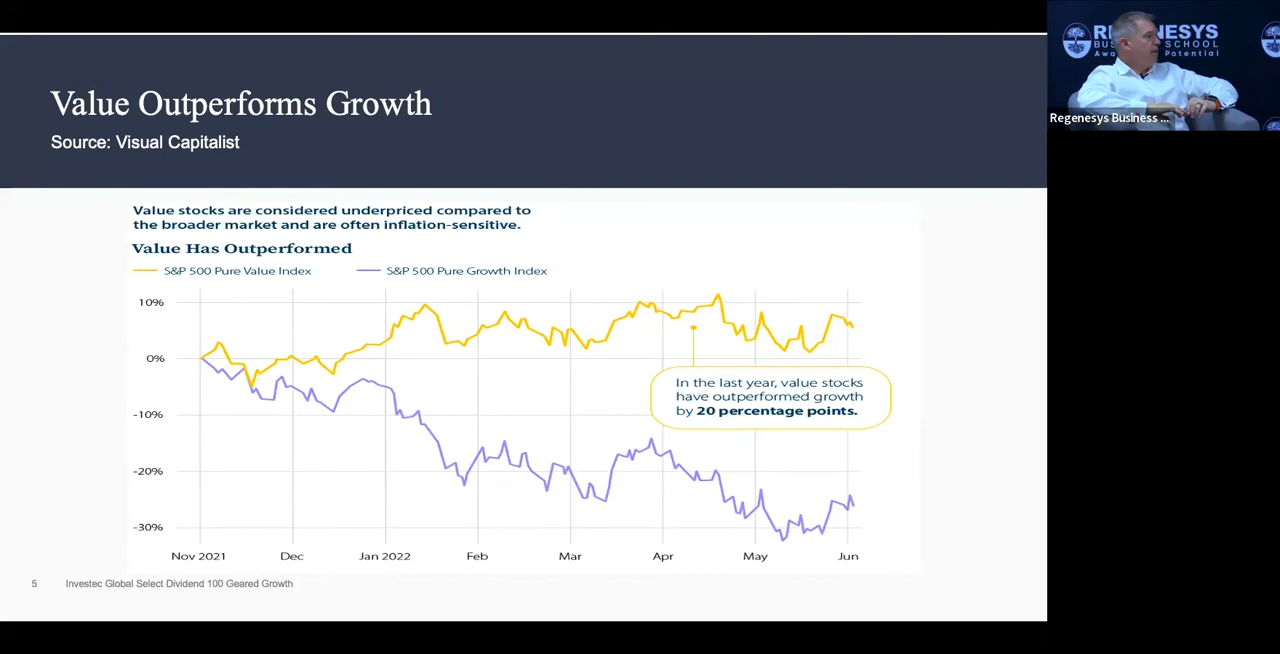 Value Outperforms Growth
Source: Visual Capitalist
Value stocks are considered underpriced compared to
the broader market and are often inflation-sensitive.
Value Has Outperformed
S&P 500 Pure Value Index
S&P 500 Pure Growth Index
10%
0%
-10%
-20%
-30%
In the last year, value stocks
have outperformed growth
by 20 percentage points.
Nov 2021 Dec Jan 2022 Feb Mar Apr May Jun
5 Investec Global Select Dividend 100 Geared Growth
SCHOOL
Potential
Regenesys Business ...